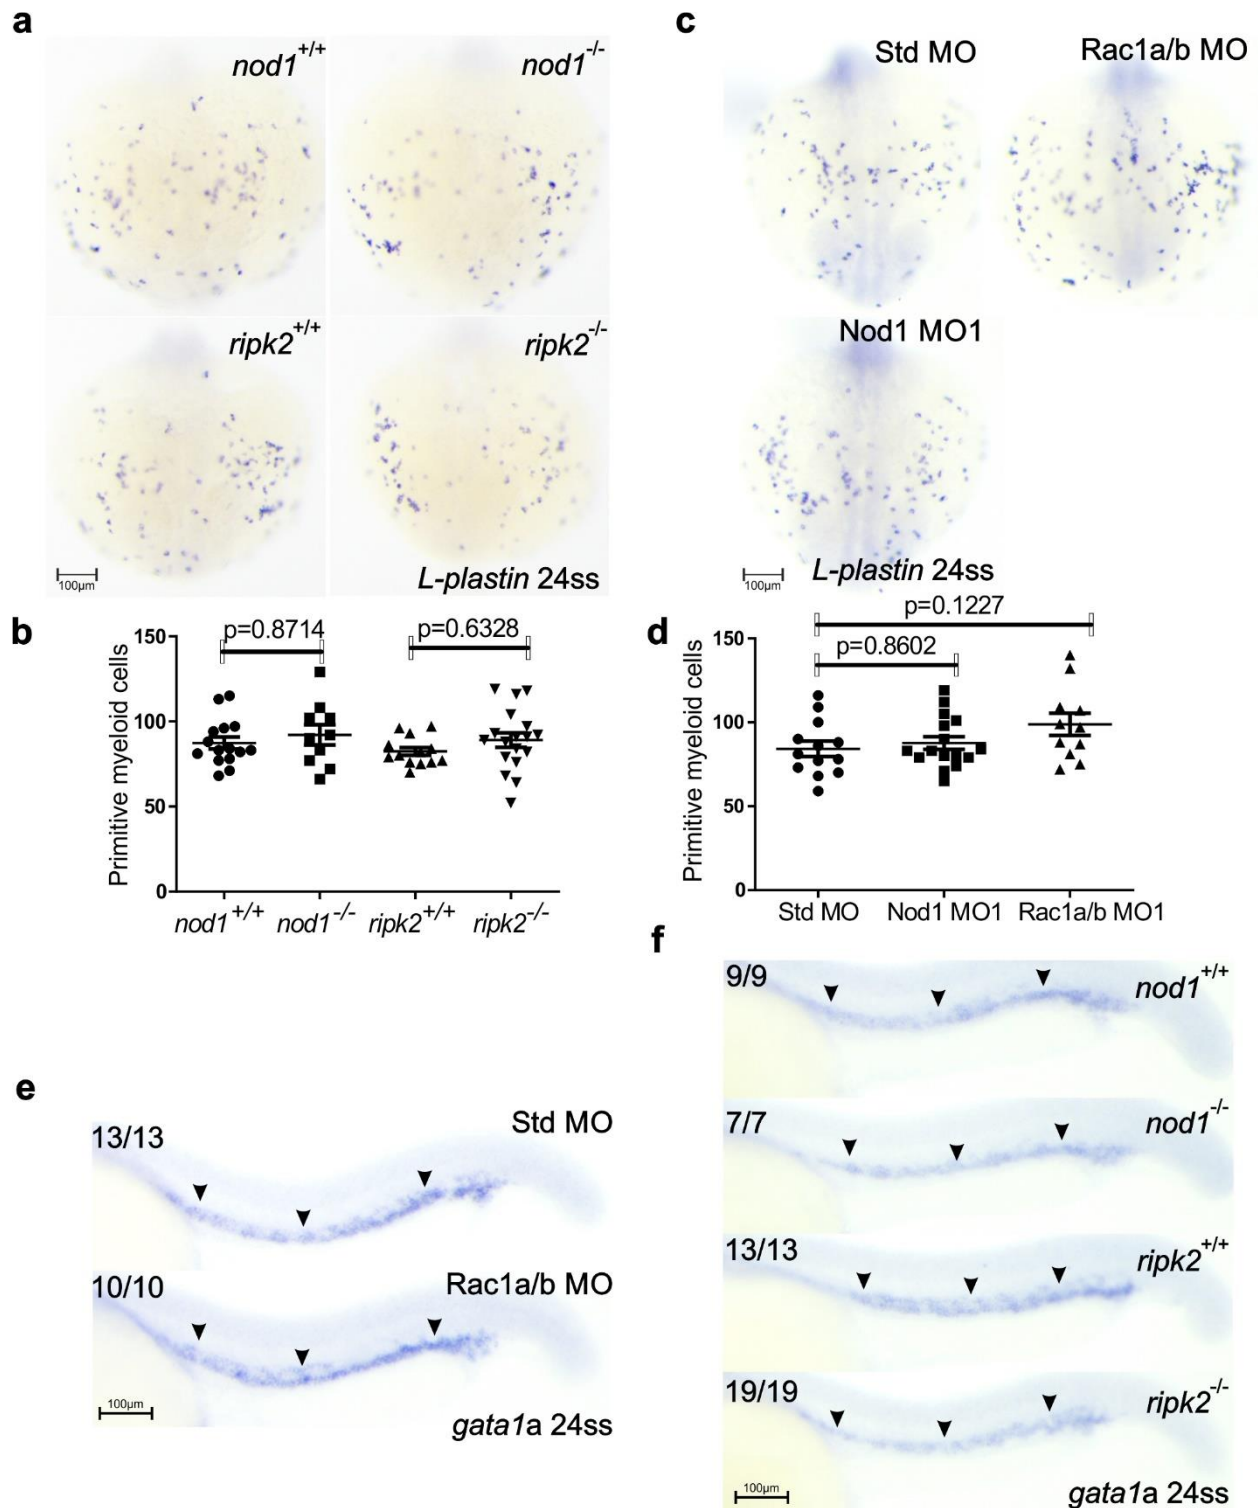 a
nod1+/+
nod1-/-
ripk2+/+
ripk2-/-
100µm
L-plastin 24ss
b
p=0.8714
p=0.6328
Primitive myeloid cells
150
100
50
0
nod1+/+
nod1-/-
ripk2+/+
ripk2-/-
c
Std MO
Rac1a/b MO
Nod1 MO1
100µm
L-plastin 24ss
d
p=0.1227
p=0.8602
Primitive myeloid cells
150
100
50
0
Std MO
Nod1 MO1
Rac1a/b MO1
e
13/13
Std MO
10/10
Rac1a/b MO
100µm
gata1a 24ss
f
9/9
nod1+/+
7/7
nod1-/-
13/13
ripk2+/+
19/19
ripk2-/-
100µm
gata1a 24ss